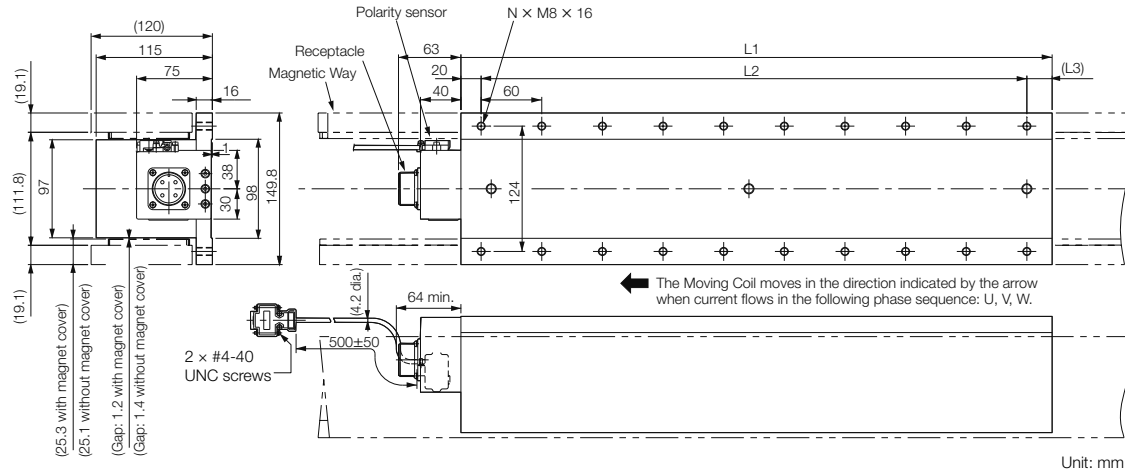 (120)
115
75
16
(19.1)
(111.8)
97
(19.1)
1
38
30
98
149.8
(25.3 with magnet cover)
(25.1 without magnet cover)
(Gap: 1.2 with magnet cover)
(Gap: 1.4 without magnet cover)
Polarity sensor
N × M8 × 16
Receptacle
Magnetic Way
63
L1
20
L2
(L3)
40
60
124
The Moving Coil moves in the direction indicated by the arrow
when current flows in the following phase sequence: U, V, W.
(4.2 dia.)
64 min.
500±50
2 × #4-40
UNC screws
Unit: mm